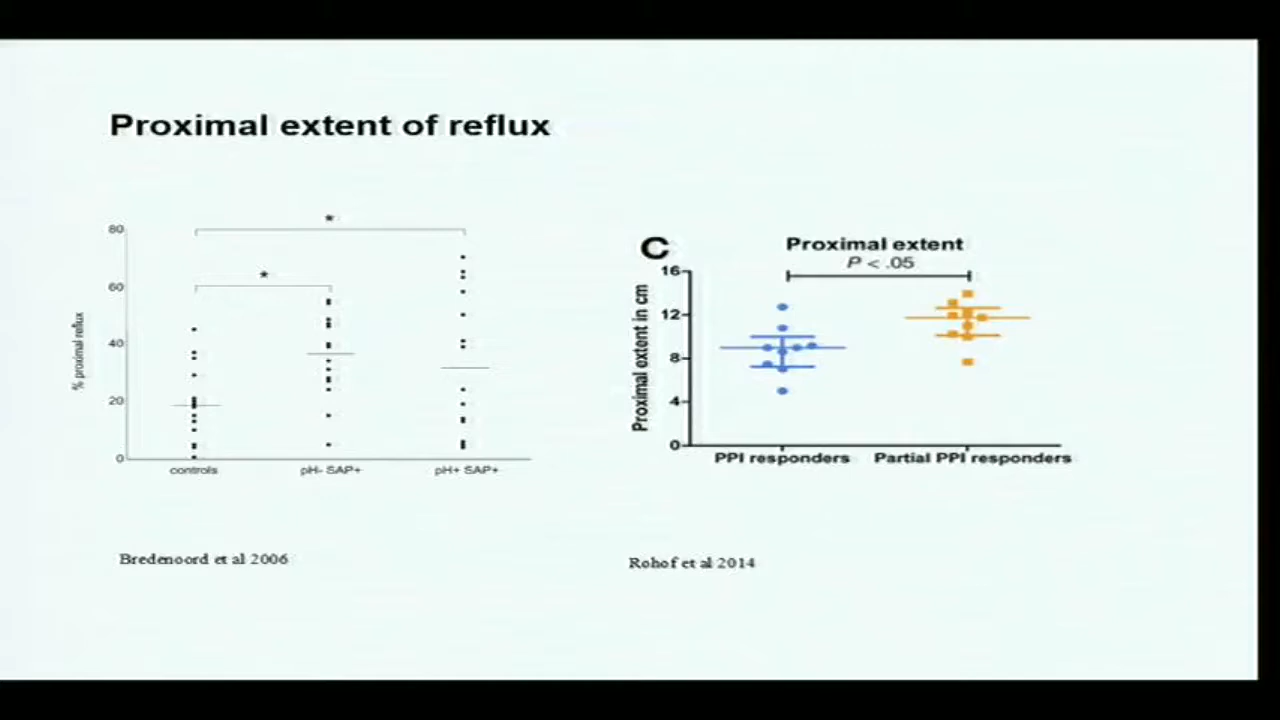 Proximal extent of reflux
*
*
80
60
40
20
0
% proximal reflux
controls
pH- SAP+
pH+ SAP+
Bredenoord et al 2006
C
Proximal extent
P < .05
16
12
8
4
0
Proximal extent in cm
PPI responders
Partial PPI responders
Rohof et al 2014